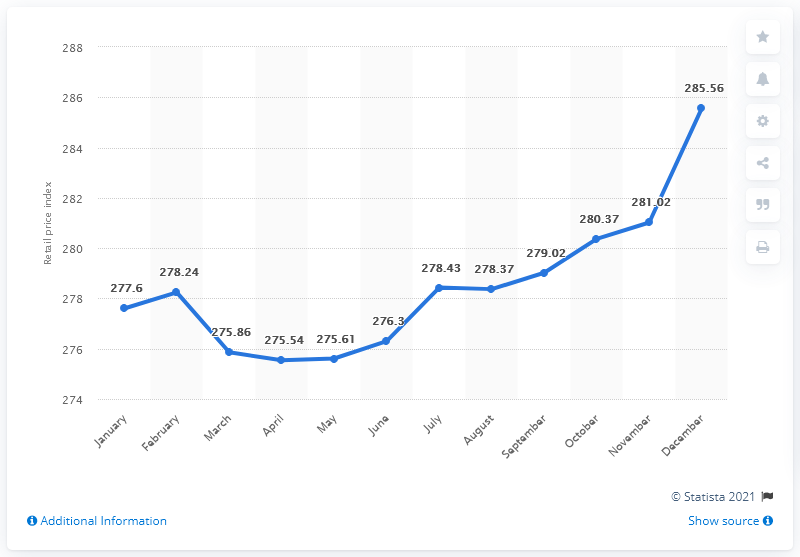 288
286
284
282
280
278
276
274
Retail price index
277.6
278.24
275.86
275.54
275.61
276.3
278.43
278.37
279.02
280.37
281.02
285.56
January
February
March
April
May
June
July
August
September
October
November
December
© Statista 2021
Additional Information
Show source